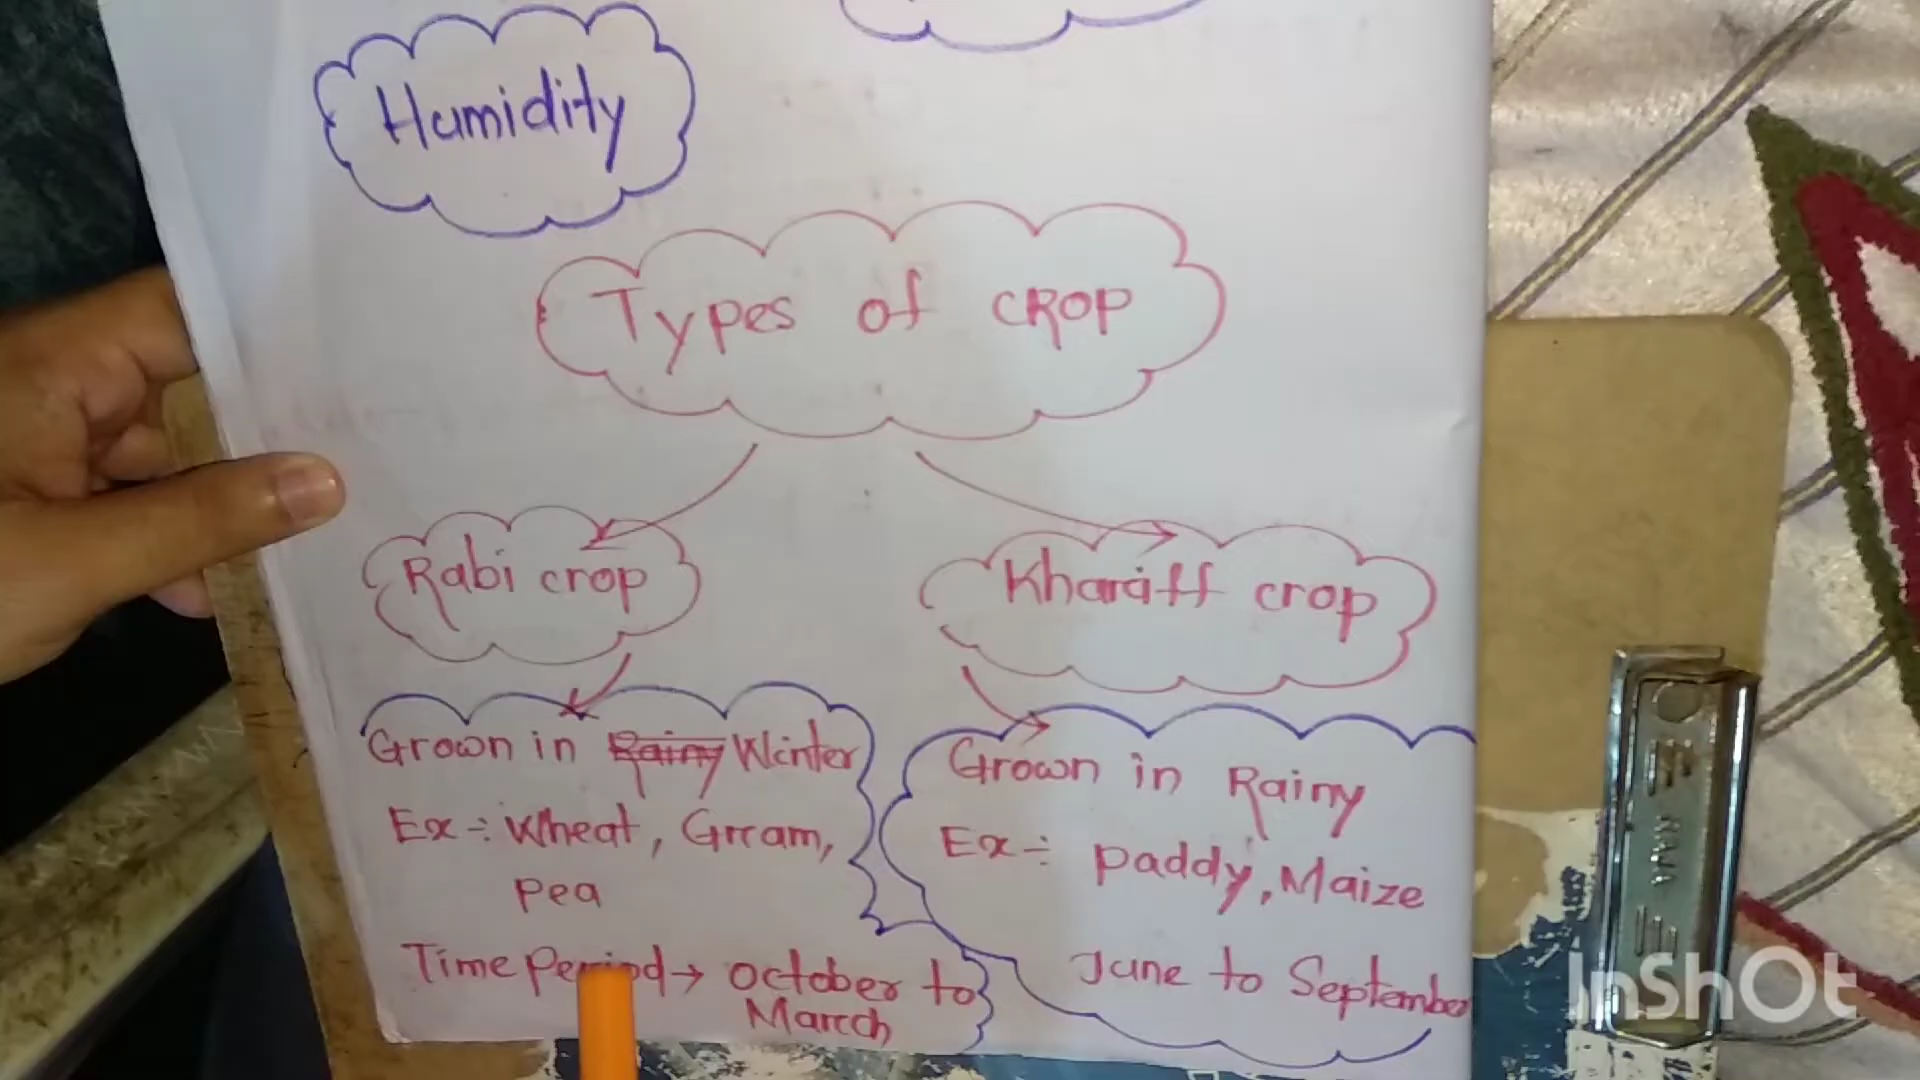 Humidity
Types of CROP
Rabi crop
Khariff crop
Grown in Rainy Winter
Ex ÷ Wheat, Grram,
Pea
Time Period → October to
March
Grown in Rainy
Ex ÷ Paddy, Maize
June to September
InShOt